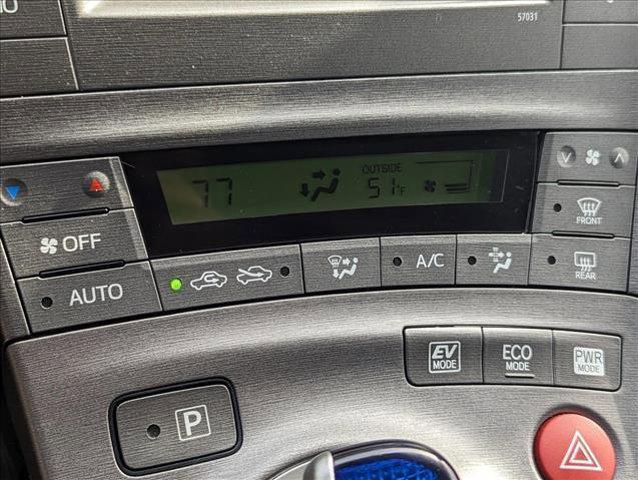 57031
OUTSIDE
77 51°F
OFF
FRONT
AUTO
A/C
REAR
EV MODE
ECO MODE
PWR MODE
P